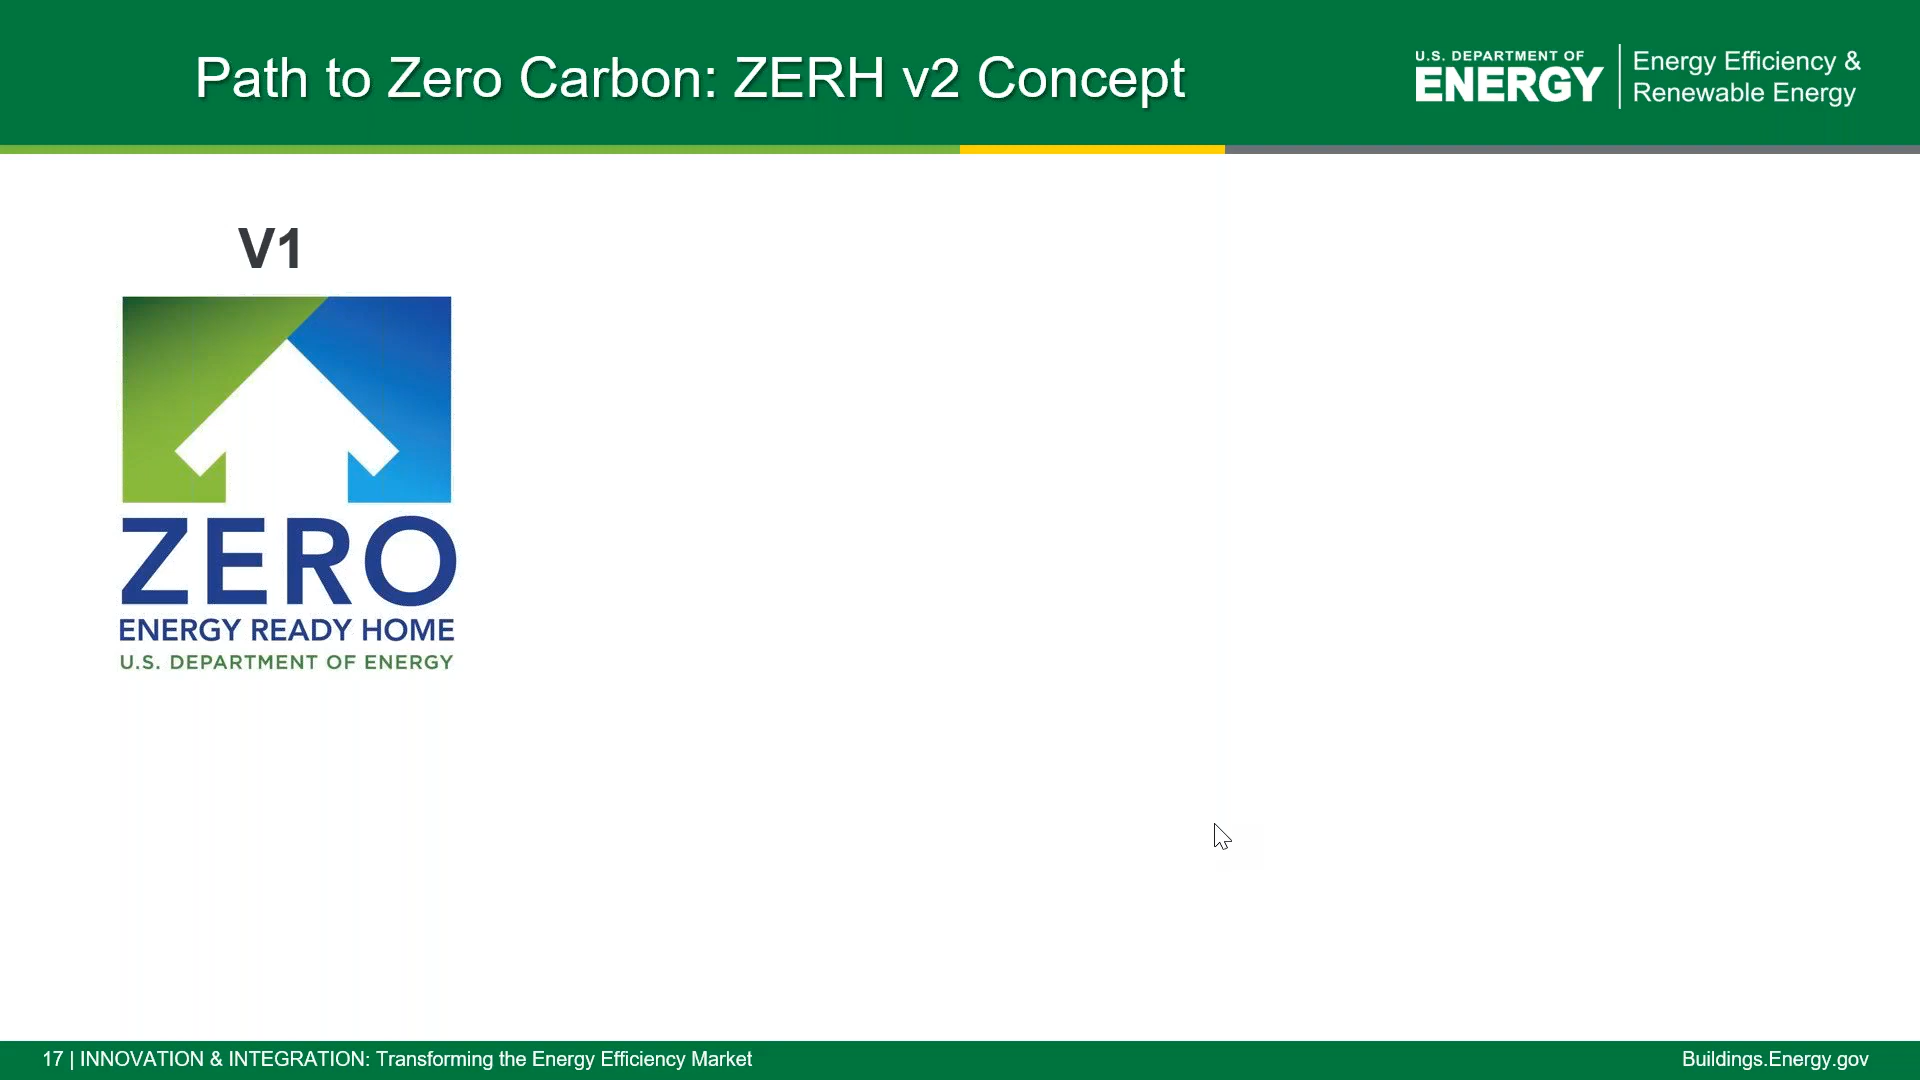 Path to Zero Carbon: ZERH v2 Concept
U.S. DEPARTMENT OF
ENERGY
Energy Efficiency &
Renewable Energy
V1
ZERO
ENERGY READY HOME
U.S. DEPARTMENT OF ENERGY
17 | INNOVATION & INTEGRATION: Transforming the Energy Efficiency Market
Buildings.Energy.gov